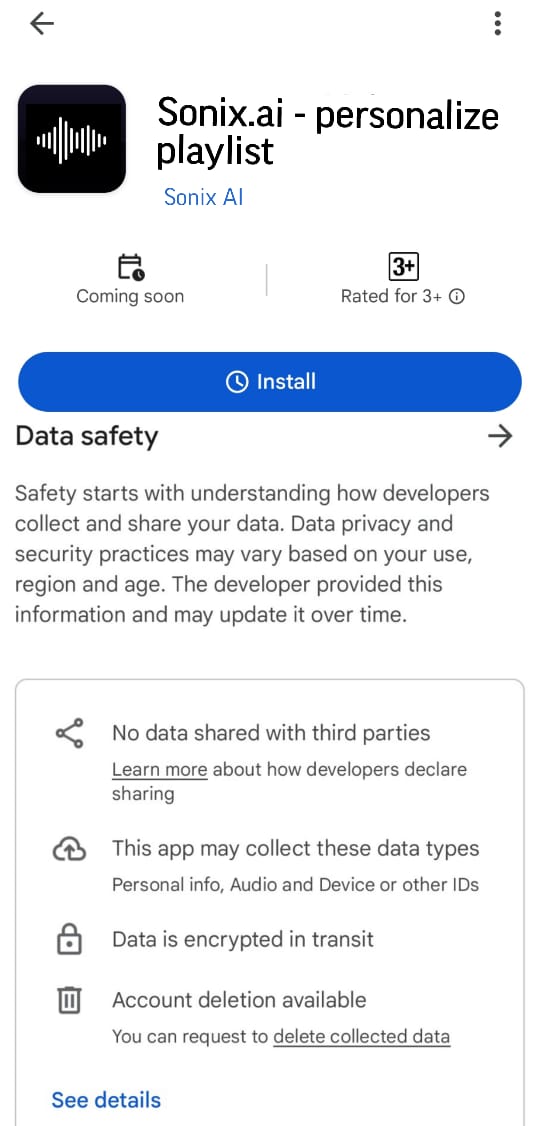 Sonix.ai - personalize
playlist
Sonix AI
Coming soon
3+
Rated for 3+
Install
Data safety
Safety starts with understanding how developers
collect and share your data. Data privacy and
security practices may vary based on your use,
region and age. The developer provided this
information and may update it over time.
No data shared with third parties
Learn more about how developers declare
sharing
This app may collect these data types
Personal info, Audio and Device or other IDs
Data is encrypted in transit
Account deletion available
You can request to delete collected data
See details